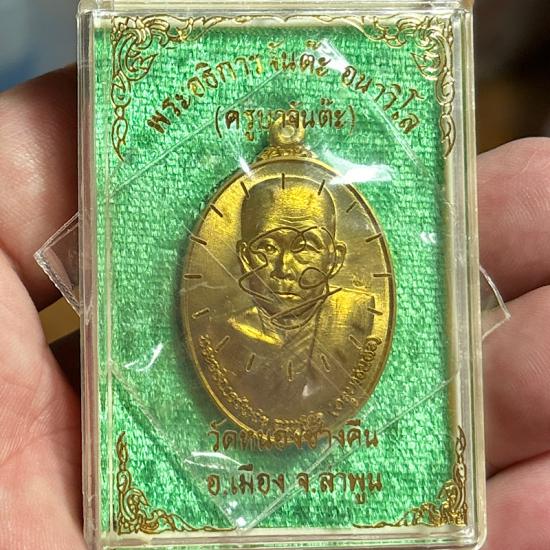 พระอธิการจันต๊ะ อนาวิโล
(ครูบาจันต๊ะ)
วัดหนองช้างคืน
อ.เมือง จ.ลำพูน